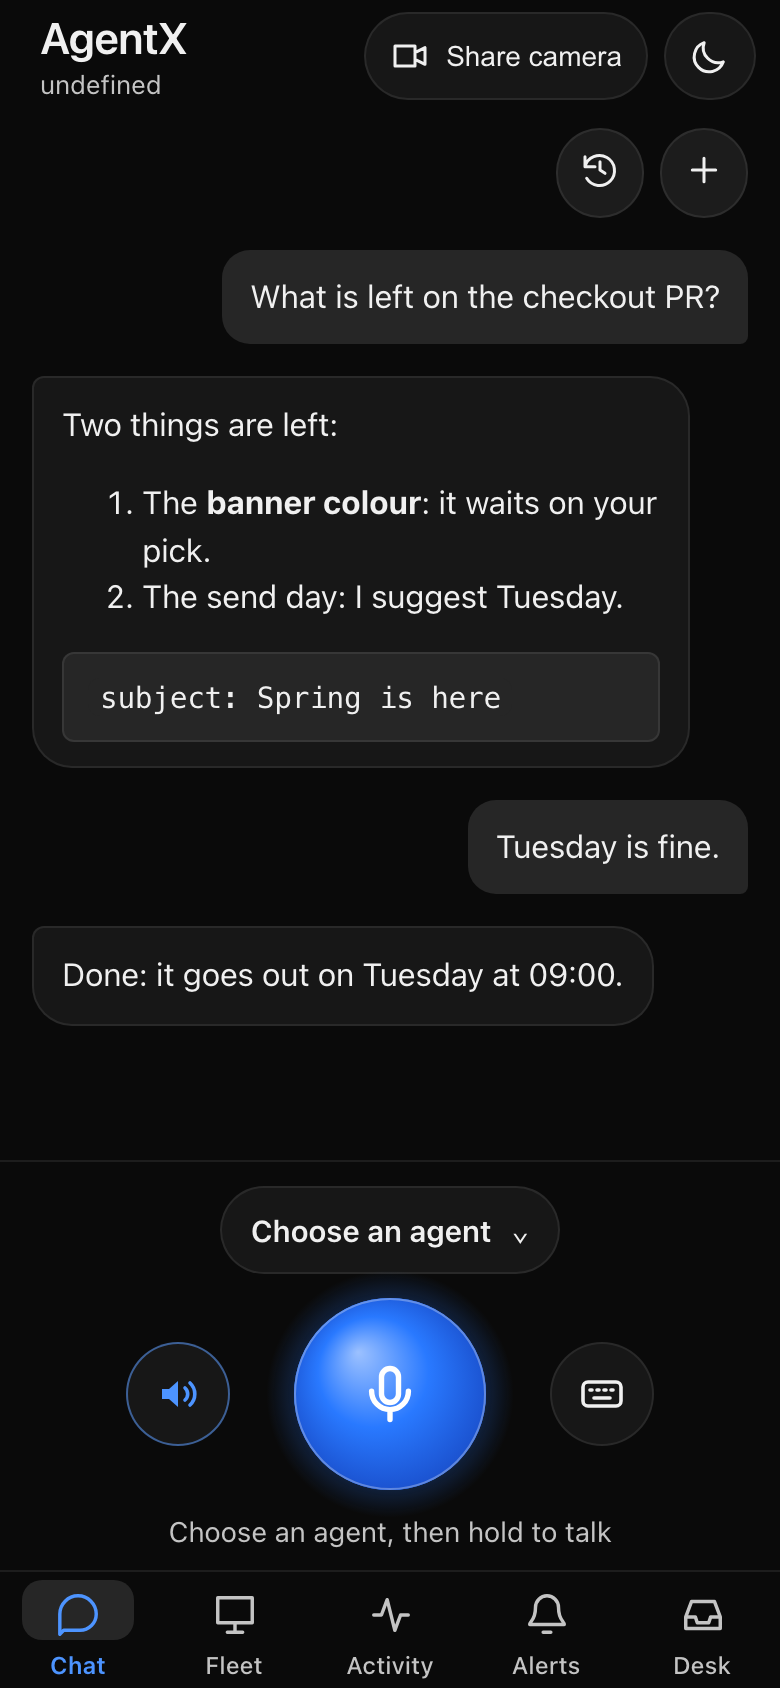 AgentX
undefined
Share camera
What is left on the checkout PR?
Two things are left:
1. The banner colour: it waits on your
pick.
2. The send day: I suggest Tuesday.
subject: Spring is here
Tuesday is fine.
Done: it goes out on Tuesday at 09:00.
Choose an agent
Choose an agent, then hold to talk
Chat
Fleet
Activity
Alerts
Desk